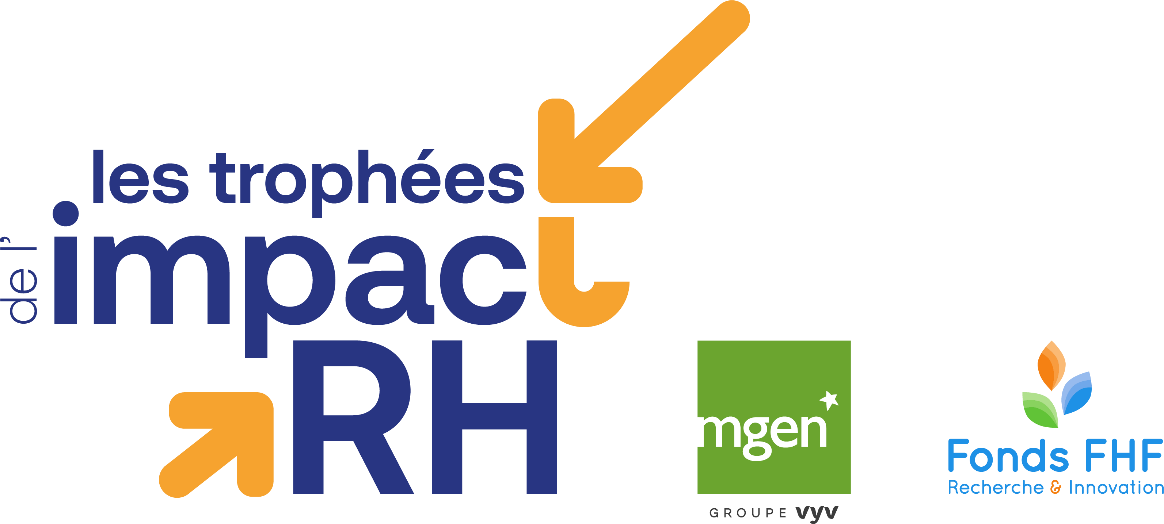 les trophées
de l'
impact
RH
mgen
GROUPE vyv
Fonds FHF
Recherche & Innovation